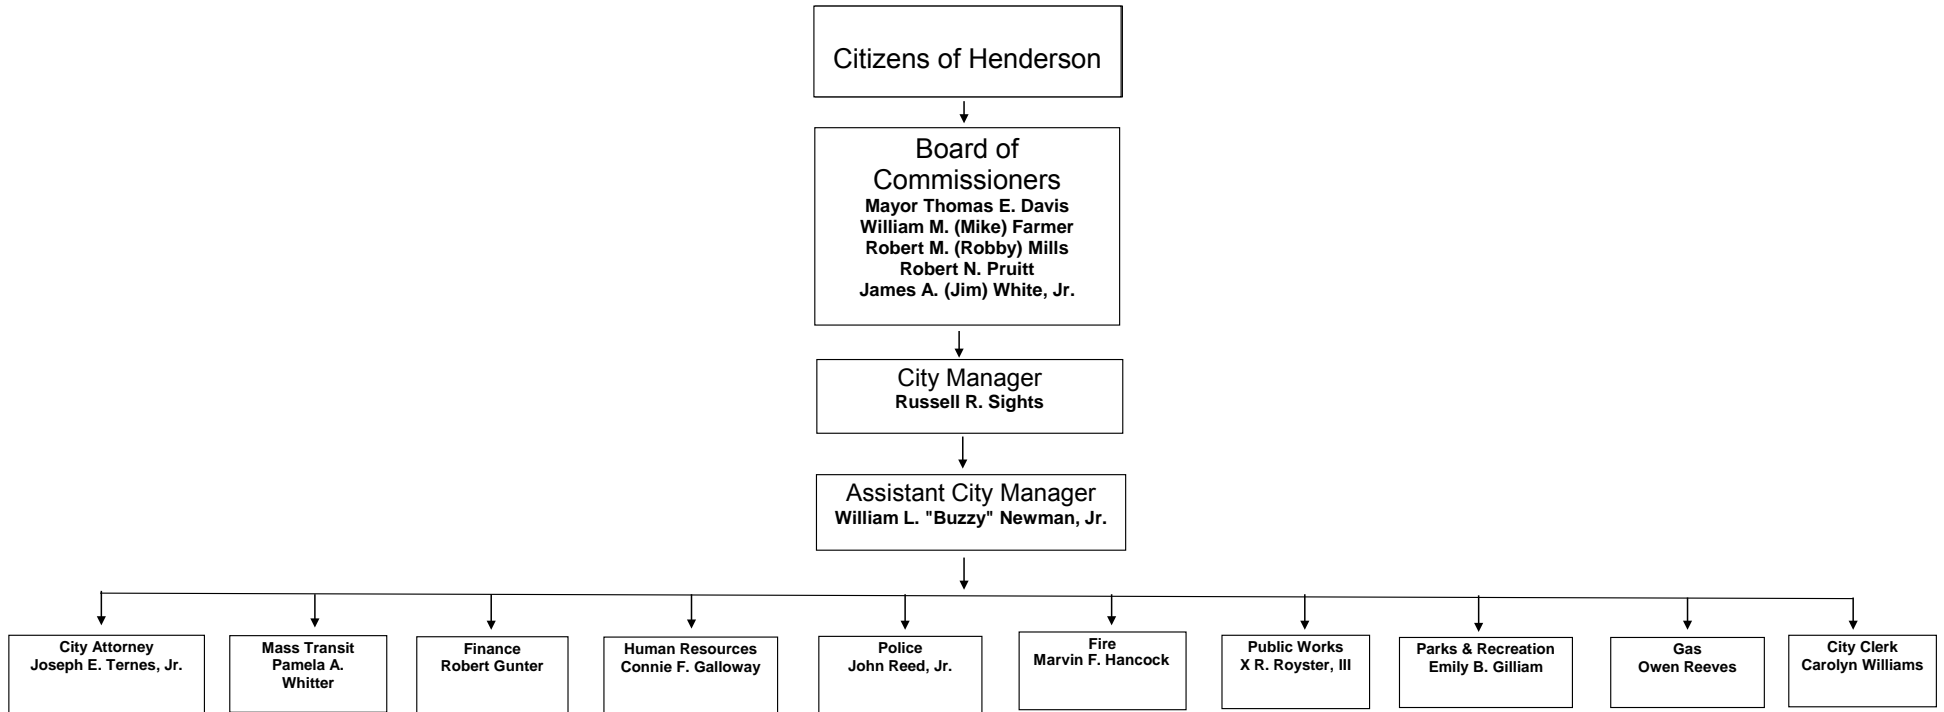 Citizens of Henderson
Board of
Commissioners
Mayor Thomas E. Davis
William M. (Mike) Farmer
Robert M. (Robby) Mills
Robert N. Pruitt
James A. (Jim) White, Jr.
City Manager
Russell R. Sights
Assistant City Manager
William L. "Buzzy" Newman, Jr.
City Attorney
Joseph E. Ternes, Jr.
Mass Transit
Pamela A.
Whitter
Finance
Robert Gunter
Human Resources
Connie F. Galloway
Police
John Reed, Jr.
Fire
Marvin F. Hancock
Public Works
X R. Royster, III
Parks & Recreation
Emily B. Gilliam
Gas
Owen Reeves
City Clerk
Carolyn Williams